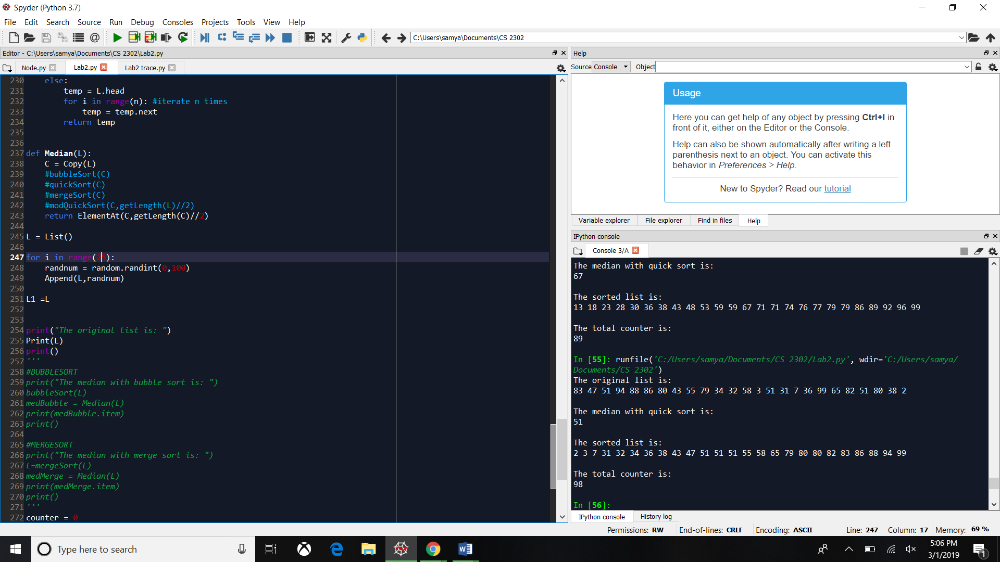 Spyder (Python 3.7)
File Edit Search Source Run Debug Consoles Projects Tools View Help
C:\Users\samya\Documents\CS 2302
Editor - C:\Users\samya\Documents\CS 2302\Lab2.py
Node.py Lab2.py Lab2 trace.py
230     else:
231         temp = L.head
232         for i in range(n): #iterate n times
233             temp = temp.next
234         return temp
235
236
237 def Median(L):
238     C = Copy(L)
239     #bubbleSort(C)
240     #quickSort(C)
241     #mergeSort(C)
242     #modQuickSort(C,getLength(L)//2)
243     return ElementAt(C,getLength(C)//2)
244
245 L = List()
246
247 for i in range(25):
248     randnum = random.randint(0,100)
249     Append(L,randnum)
250
251 L1 =L
252
253
254 print("The original list is: ")
255 Print(L)
256 print()
257 '''
258 #BUBBLESORT
259 print("The median with bubble sort is: ")
260 bubbleSort(L)
261 medBubble = Median(L)
262 print(medBubble.item)
263 print()
264
265 #MERGESORT
266 print("The median with merge sort is: ")
267 L=mergeSort(L)
268 medMerge = Median(L)
269 print(medMerge.item)
270 print()
271 '''
272 counter = 0
Help
Source Console Object
Usage
Here you can get help of any object by pressing Ctrl+I in
front of it, either on the Editor or the Console.
Help can also be shown automatically after writing a left
parenthesis next to an object. You can activate this
behavior in Preferences > Help.
New to Spyder? Read our tutorial
Variable explorer File explorer Find in files Help
IPython console
Console 3/A
The median with quick sort is:
67
The sorted list is:
13 18 23 28 30 36 38 43 48 53 59 59 67 71 71 74 76 77 79 79 86 89 92 96 99
The total counter is:
89
In [55]: runfile('C:/Users/samya/Documents/CS 2302/Lab2.py', wdir='C:/Users/samya/
Documents/CS 2302')
The original list is:
83 47 51 94 88 86 80 43 55 79 34 32 58 3 51 31 7 36 99 65 82 51 80 38 2
The median with quick sort is:
51
The sorted list is:
2 3 7 31 32 34 36 38 43 47 51 51 51 55 58 65 79 80 80 82 83 86 88 94 99
The total counter is:
98
In [56]:
IPython console History log
Permissions: RW End-of-lines: CRLF Encoding: ASCII Line: 247 Column: 17 Memory: 69 %
Type here to search
5:06 PM
3/1/2019
1